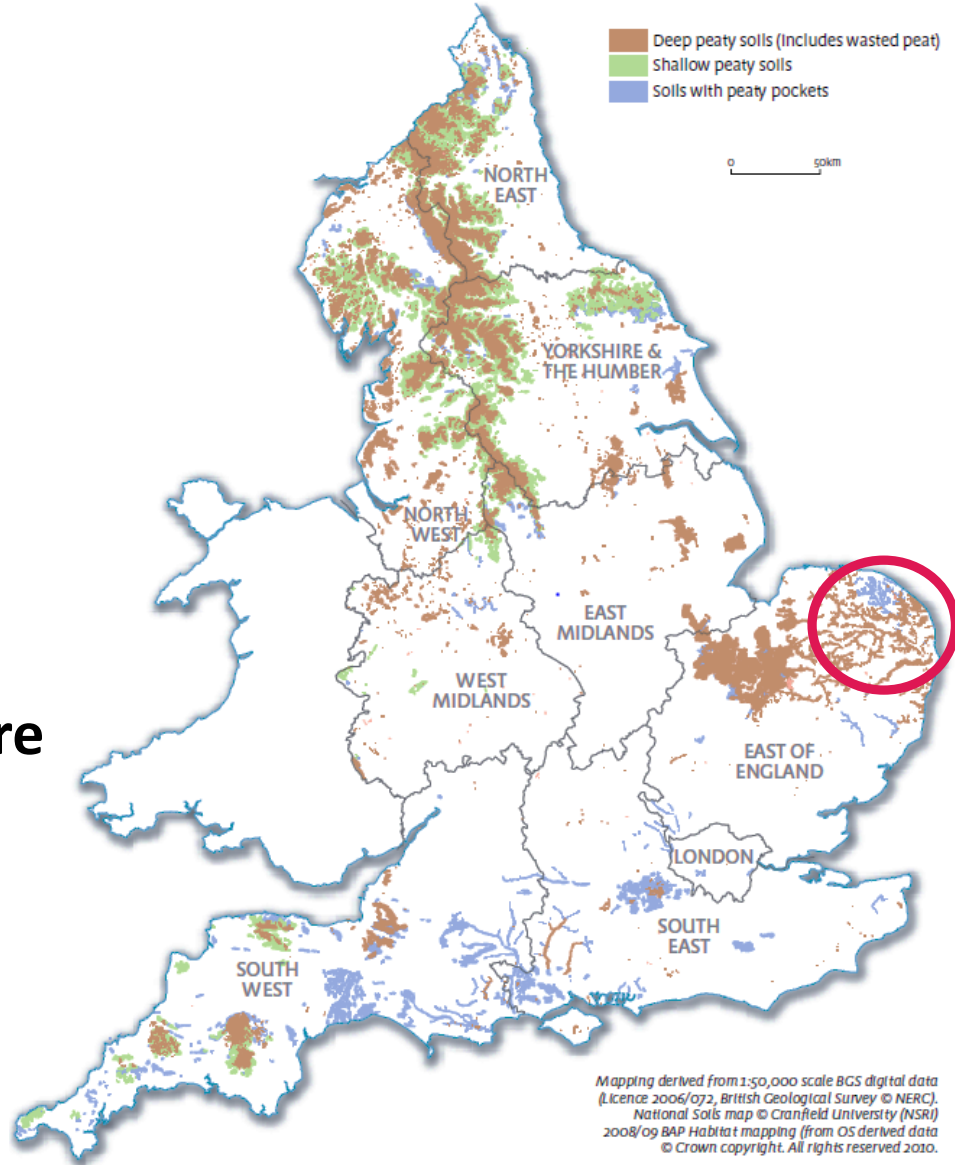 Deep peaty soils (includes wasted peat)
Shallow peaty soils
Soils with peaty pockets
0 50km
NORTH
EAST
YORKSHIRE &
THE HUMBER
NORTH
WEST
EAST
MIDLANDS
WEST
MIDLANDS
re
EAST OF
ENGLAND
LONDON
SOUTH
EAST
SOUTH
WEST
Mapping derived from 1:50,000 scale BGS digital data
(Licence 2006/072, British Geological Survey © NERC).
National Soils map © Cranfield University (NSRI)
2008/09 BAP Habitat mapping (from OS derived data
© Crown copyright. All rights reserved 2010.